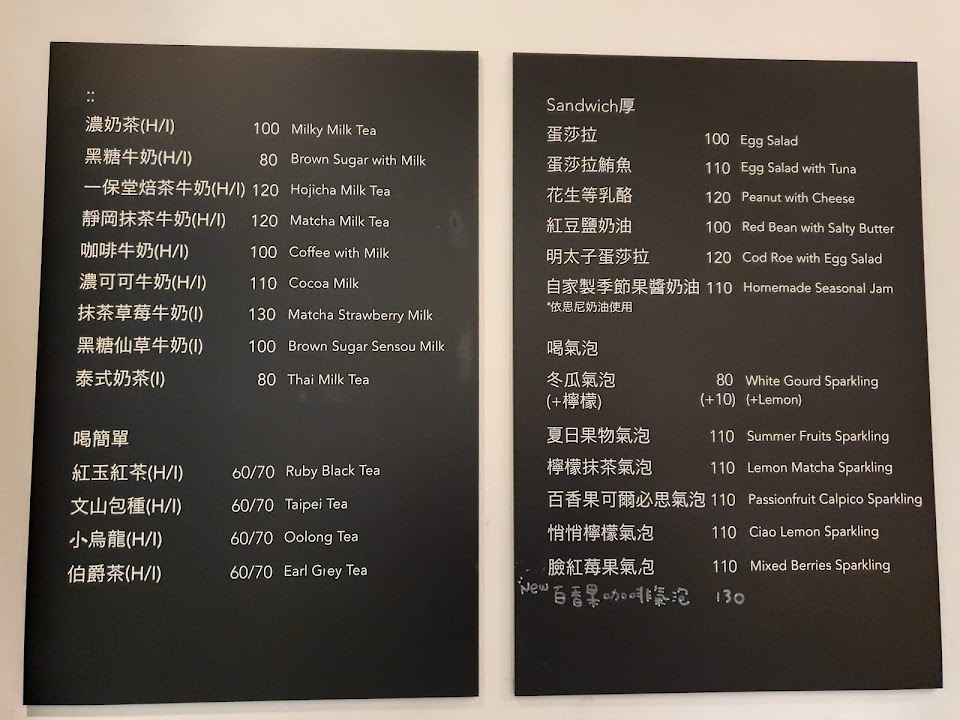 ::
濃奶茶(H/I) 100 Milky Milk Tea
黑糖牛奶(H/I) 80 Brown Sugar with Milk
一保堂焙茶牛奶(H/I) 120 Hojicha Milk Tea
靜岡抹茶牛奶(H/I) 120 Matcha Milk Tea
咖啡牛奶(H/I) 100 Coffee with Milk
濃可可牛奶(H/I) 110 Cocoa Milk
抹茶草莓牛奶(I) 130 Matcha Strawberry Milk
黑糖仙草牛奶(I) 100 Brown Sugar Sensou Milk
泰式奶茶(I) 80 Thai Milk Tea
喝簡單
紅玉紅茶(H/I) 60/70 Ruby Black Tea
文山包種(H/I) 60/70 Taipei Tea
小烏龍(H/I) 60/70 Oolong Tea
伯爵茶(H/I) 60/70 Earl Grey Tea
Sandwich厚
蛋莎拉 100 Egg Salad
蛋莎拉鮪魚 110 Egg Salad with Tuna
花生等乳酪 120 Peanut with Cheese
紅豆鹽奶油 100 Red Bean with Salty Butter
明太子蛋莎拉 120 Cod Roe with Egg Salad
自家製季節果醬奶油 110 Homemade Seasonal Jam
*依思尼奶油使用
喝氣泡
冬瓜氣泡 80 White Gourd Sparkling
(+檸檬) (+10) (+Lemon)
夏日果物氣泡 110 Summer Fruits Sparkling
檸檬抹茶氣泡 110 Lemon Matcha Sparkling
百香果可爾必思氣泡 110 Passionfruit Calpico Sparkling
悄悄檸檬氣泡 110 Ciao Lemon Sparkling
臉紅莓果氣泡 110 Mixed Berries Sparkling
New 百香果咖啡氣泡 130